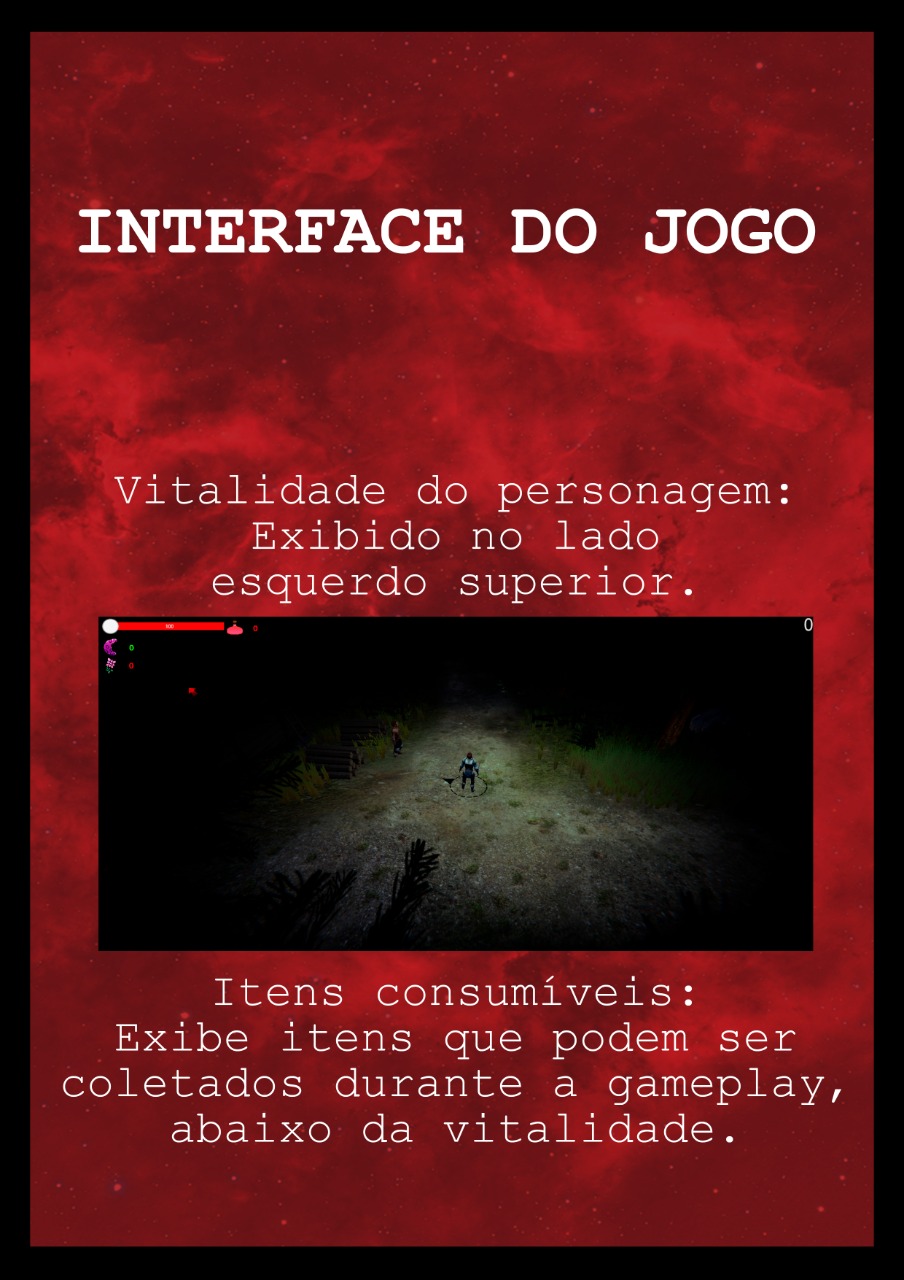 INTERFACE DO JOGO
Vitalidade do personagem:
Exibido no lado
esquerdo superior.
0
0
0
0
Itens consumíveis:
Exibe itens que podem ser
coletados durante a gameplay,
abaixo da vitalidade.